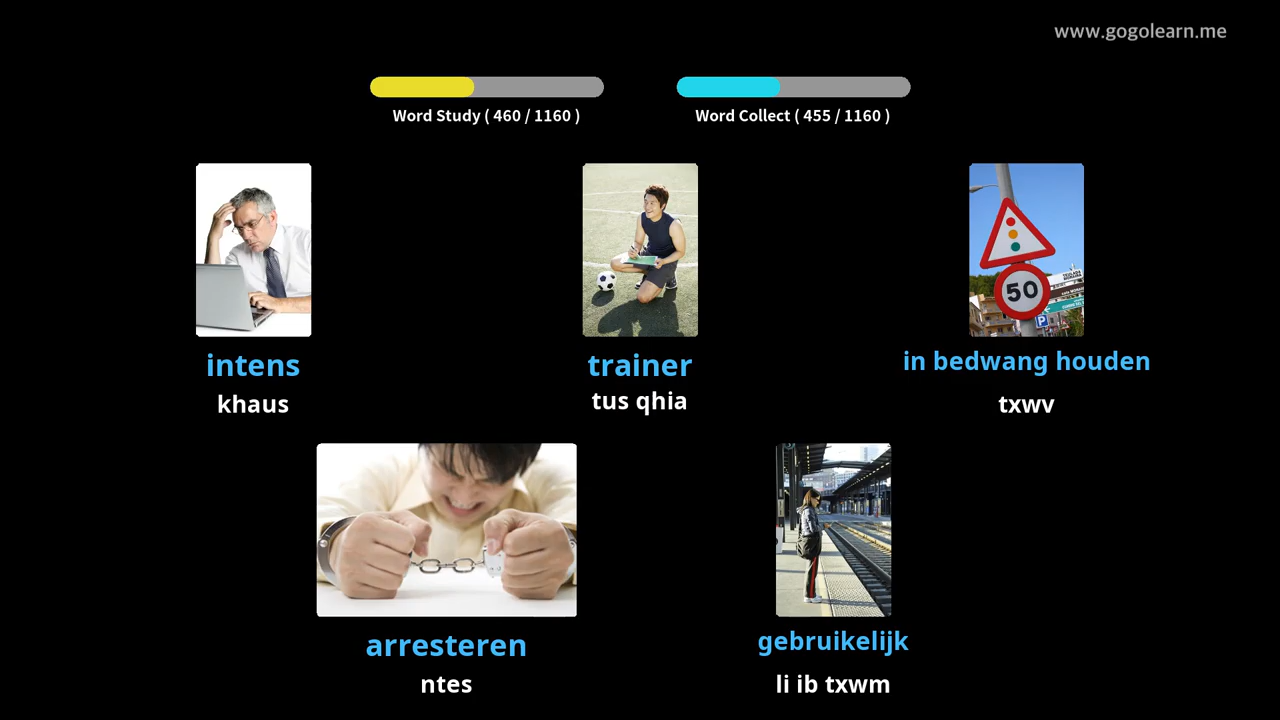 www.gogolearn.me
Word Study ( 460 / 1160 )
Word Collect ( 455 / 1160 )
50
P
intens
khaus
trainer
tus qhia
in bedwang houden
txwv
arresteren
ntes
gebruikelijk
li ib txwm